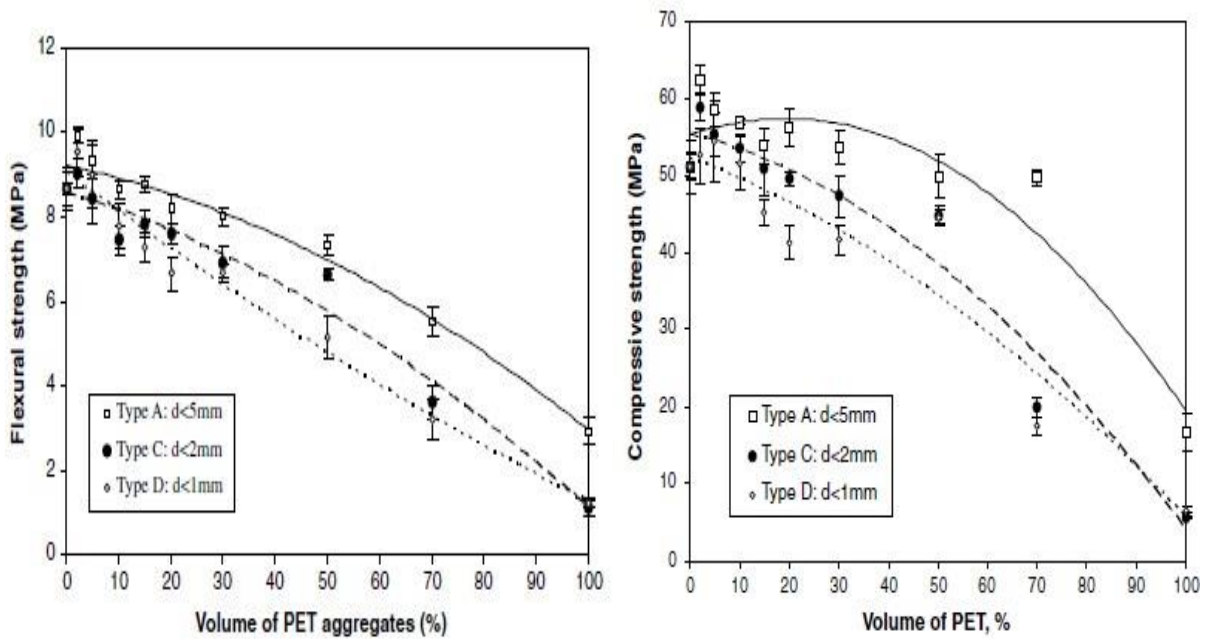 Flexural strength (MPa)
12
10
8
6
4
2
0
Type A: d<5mm
Type C: d<2mm
Type D: d<1mm
0 10 20 30 40 50 60 70 80 90 100
Volume of PET aggregates (%)
Compressive strength (MPa)
70
60
50
40
30
20
10
0
Type A: d<5mm
Type C: d<2mm
Type D: d<1mm
0 10 20 30 40 50 60 70 80 90 100
Volume of PET, %